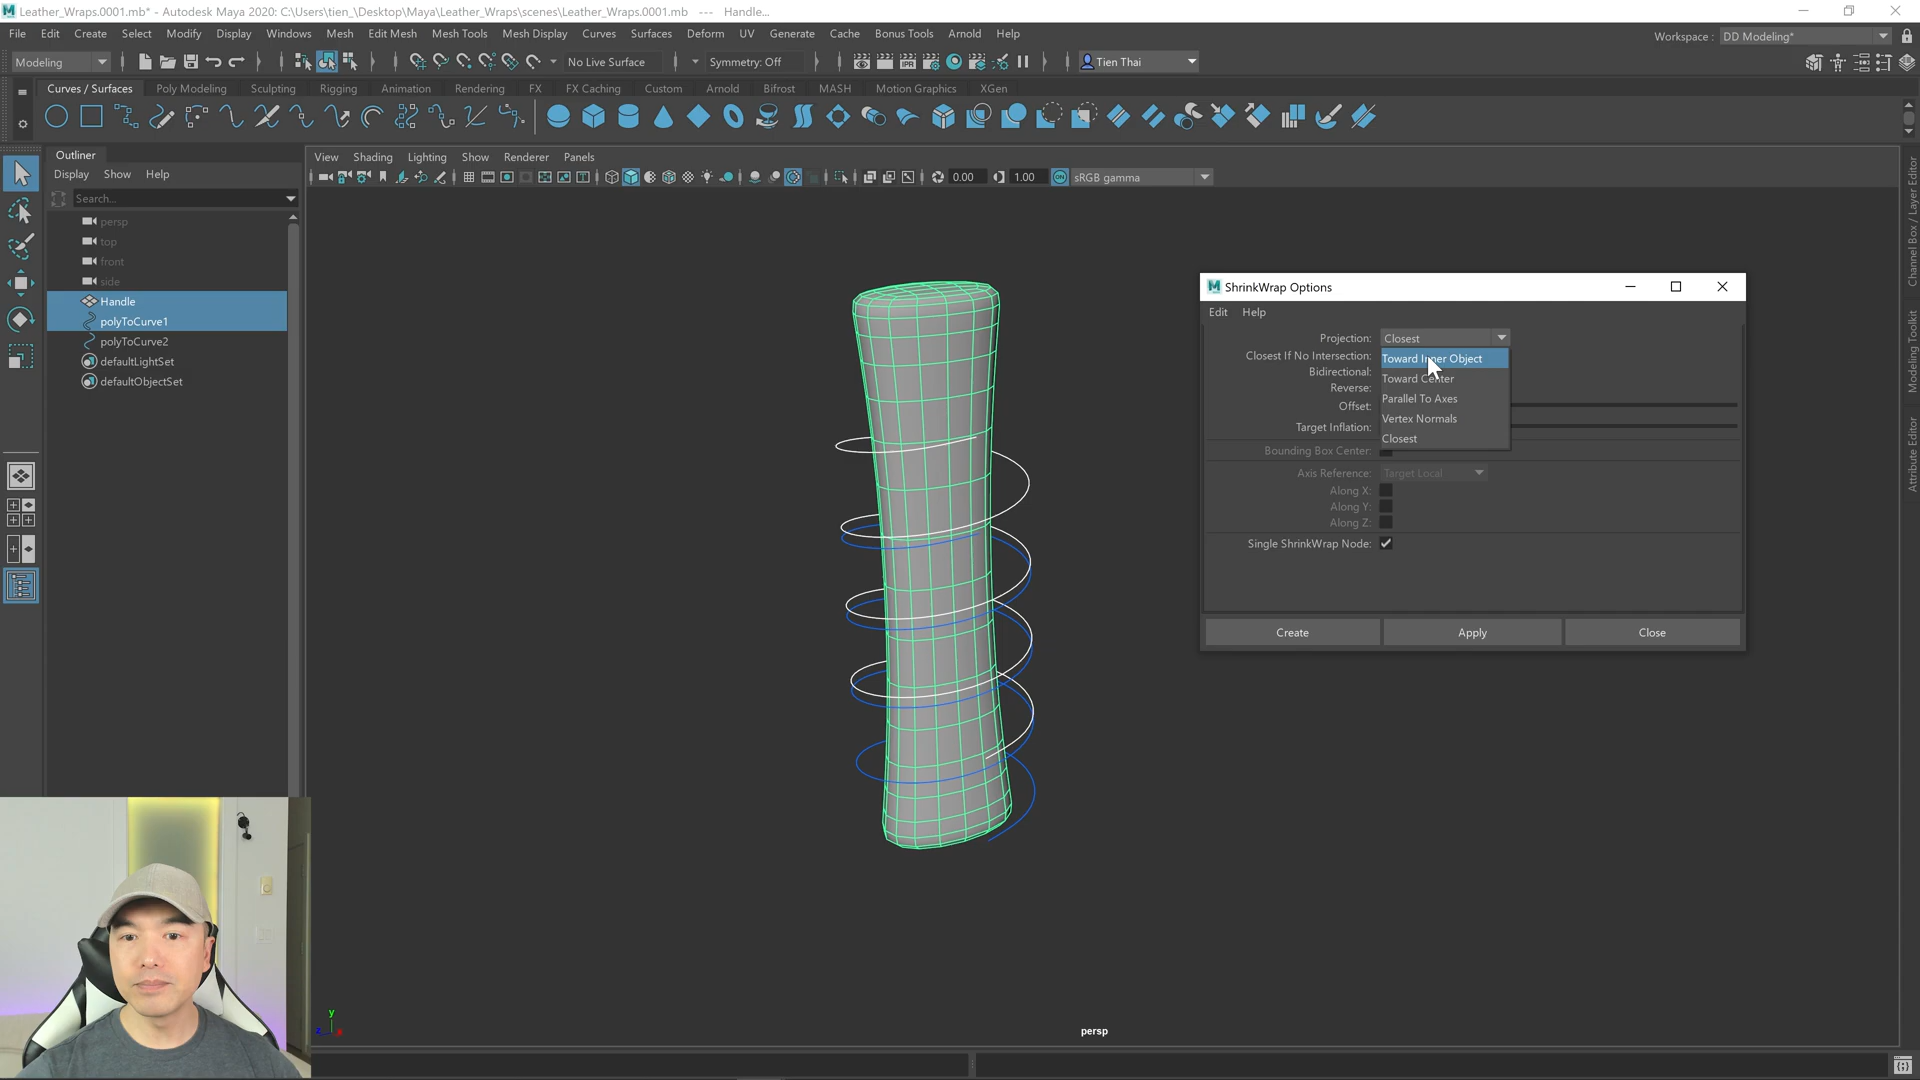 Leather_Wraps.0001.mb* - Autodesk Maya 2020: C:\Users\tien_\Desktop\Maya\Leather_Wraps\scenes\Leather_Wraps.0001.mb --- Handle...
File Edit Create Select Modify Display Windows Mesh Edit Mesh Mesh Tools Mesh Display Curves Surfaces Deform UV Generate Cache Bonus Tools Arnold Help
Workspace : DD Modeling*
Modeling No Live Surface Symmetry: Off Tien Thai
Curves / Surfaces Poly Modeling Sculpting Rigging Animation Rendering FX FX Caching Custom Arnold Bifrost MASH Motion Graphics XGen
Outliner
Display Show Help
Search...
persp
top
front
side
Handle
polyToCurve1
polyToCurve2
defaultLightSet
defaultObjectSet
View Shading Lighting Show Renderer Panels
0.00 1.00 ON sRGB gamma
ShrinkWrap Options
Edit Help
Projection: Closest
Closest If No Intersection:
Bidirectional:
Reverse:
Offset:
Target Inflation:
Toward Inner Object
Toward Center
Parallel To Axes
Vertex Normals
Closest
Bounding Box Center:
Axis Reference: Target Local
Along X:
Along Y:
Along Z:
Single ShrinkWrap Node:
Create Apply Close
Channel Box / Layer Editor
Modeling Toolkit
Attribute Editor
y
z x
persp